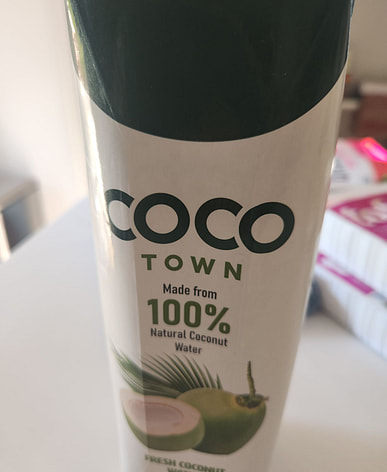 COCO
TOWN
Made from
100%
Natural Coconut
Water
FRESH COCONUT